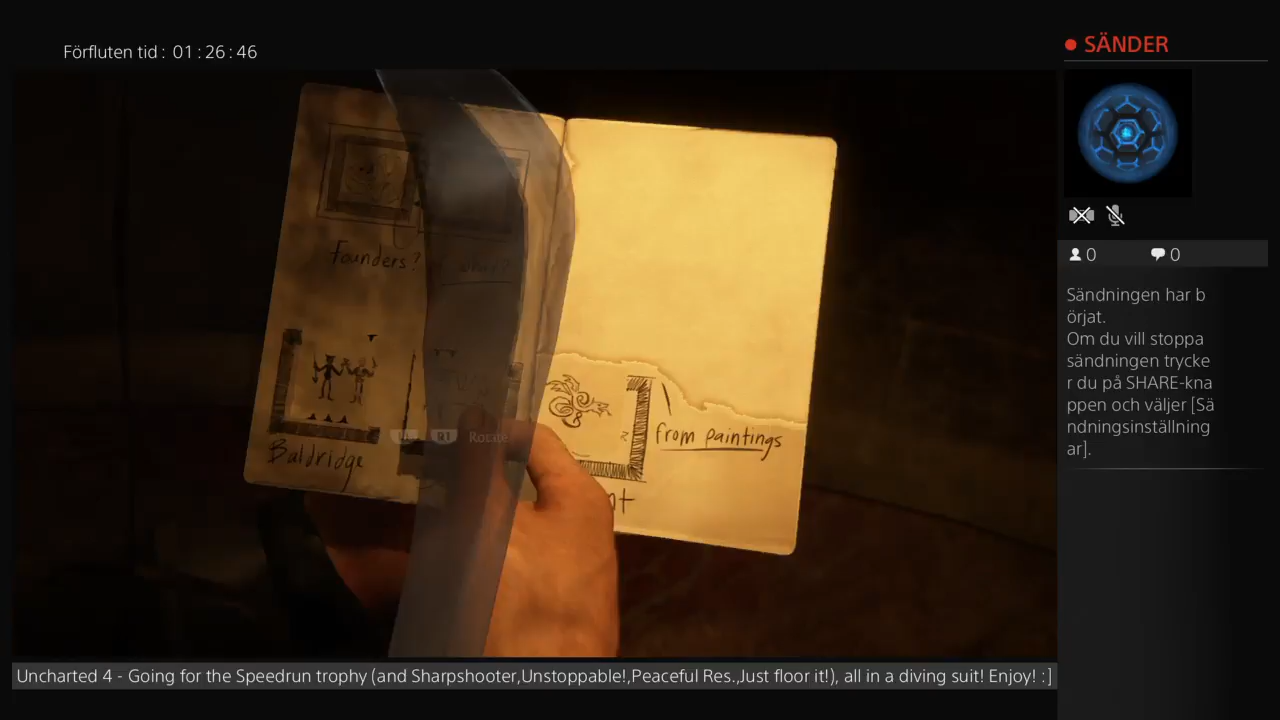 Förfluten tid : 01 : 26 : 46
SÄNDER
0
0
Sändningen har b
örjat.
Om du vill stoppa
sändningen trycke
r du på SHARE-kna
ppen och väljer [Sä
ndningsinställning
ar].
founders?
Baldridge
R1 Rotate
from paintings
Uncharted 4 - Going for the Speedrun trophy (and Sharpshooter,Unstoppable!,Peaceful Res.,Just floor it!), all in a diving suit! Enjoy! :]